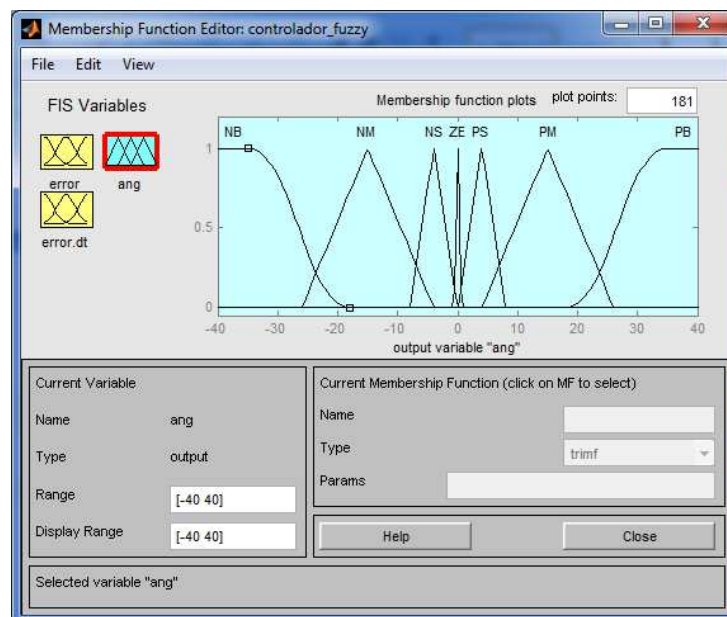 Membership Function Editor: controlador_fuzzy
File Edit View
FIS Variables
Membership function plots plot points: 181
error ang
error.dt
NB NM NS ZE PS PM PB
1
0.5
0
-40 -30 -20 -10 0 10 20 30 40
output variable "ang"
Current Variable
Name ang
Type output
Range [-40 40]
Display Range [-40 40]
Current Membership Function (click on MF to select)
Name
Type trimf
Params
Help Close
Selected variable "ang"